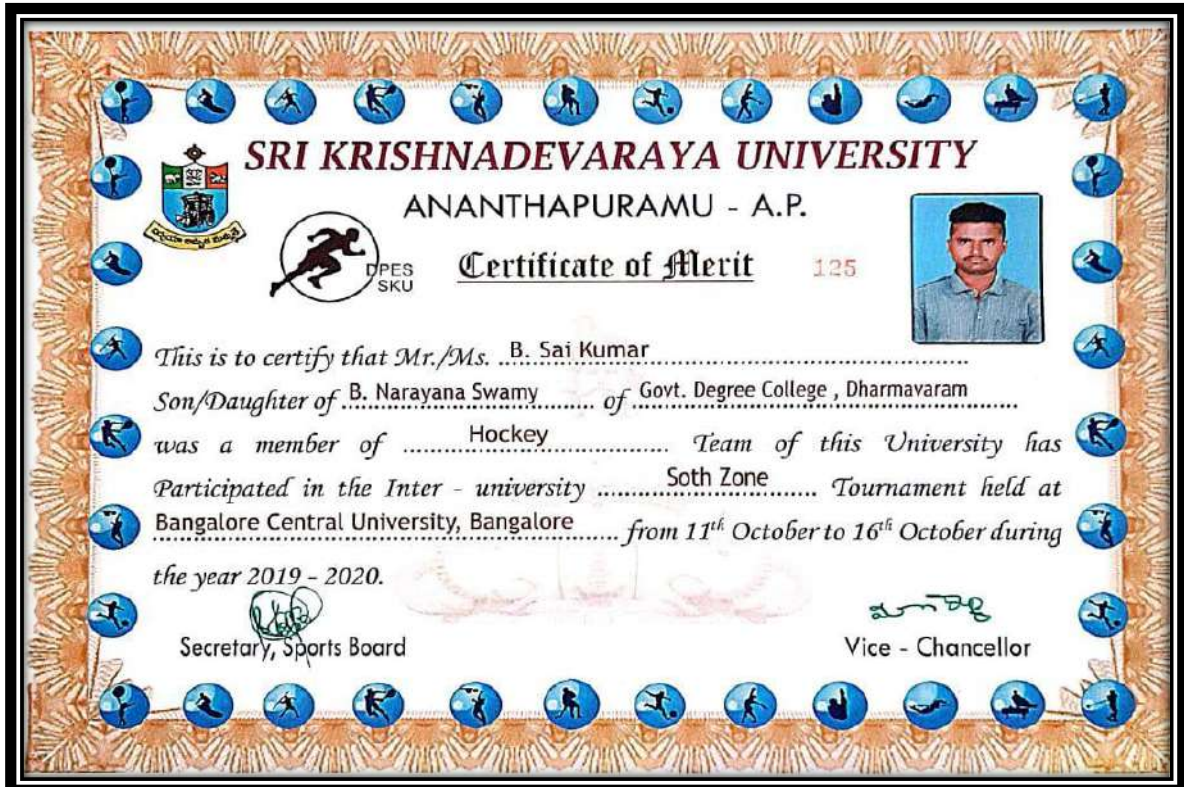 SRI KRISHNADEVARAYA UNIVERSITY
ANANTHAPURAMU - A.P.
DPES
SKU
Certificate of Merit 125
This is to certify that Mr./Ms. B. Sai Kumar
Son/Daughter of B. Narayana Swamy of Govt. Degree College , Dharmavaram
was a member of Hockey Team of this University has
Participated in the Inter - university Soth Zone Tournament held at
Bangalore Central University, Bangalore from 11th October to 16th October during
the year 2019 - 2020.
Secretary, Sports Board Vice - Chancellor